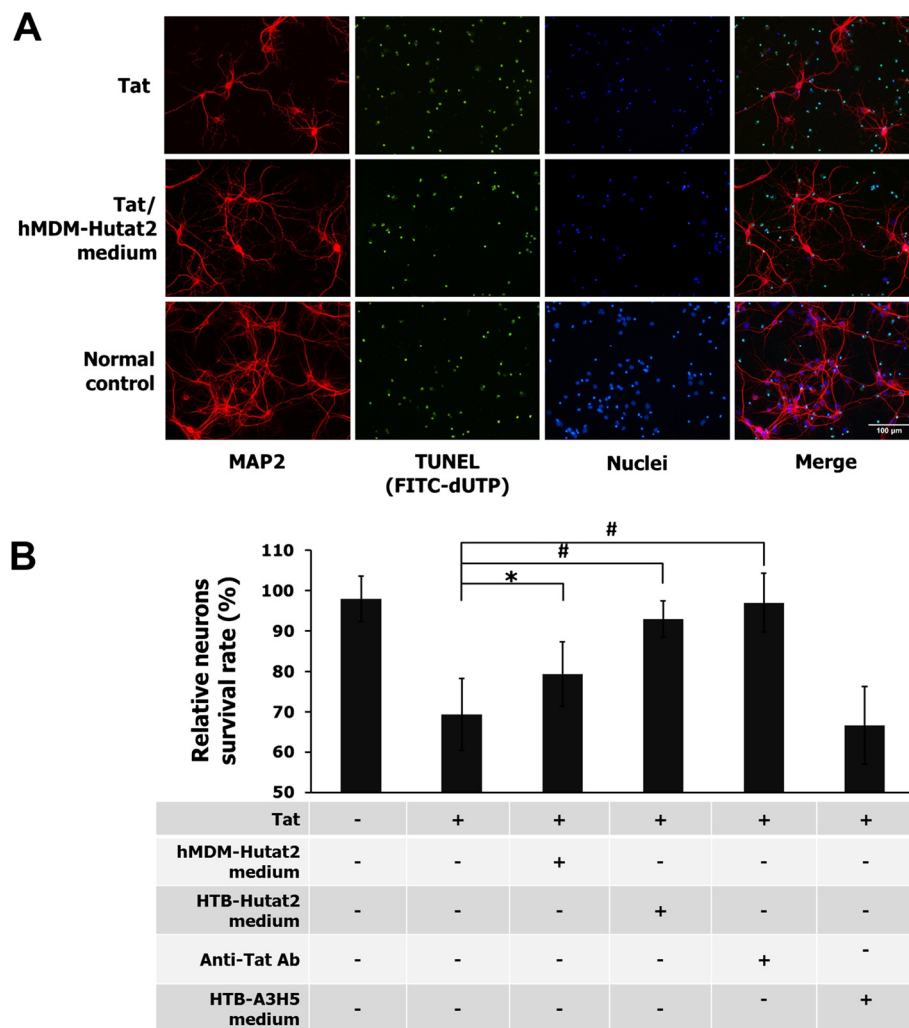 A
Tat
Tat/
hMDM-Hutat2
medium
Normal
control
100 µm
MAP2
TUNEL
(FITC-dUTP)
Nuclei
Merge
B
Relative neurons
survival rate (%)
110
100
90
80
70
60
50
*
#
#
Tat - + + + + +
hMDM-Hutat2
medium - - + - - -
HTB-Hutat2
medium - - - + - -
Anti-Tat Ab - - - - + -
HTB-A3H5
medium - - - - - +